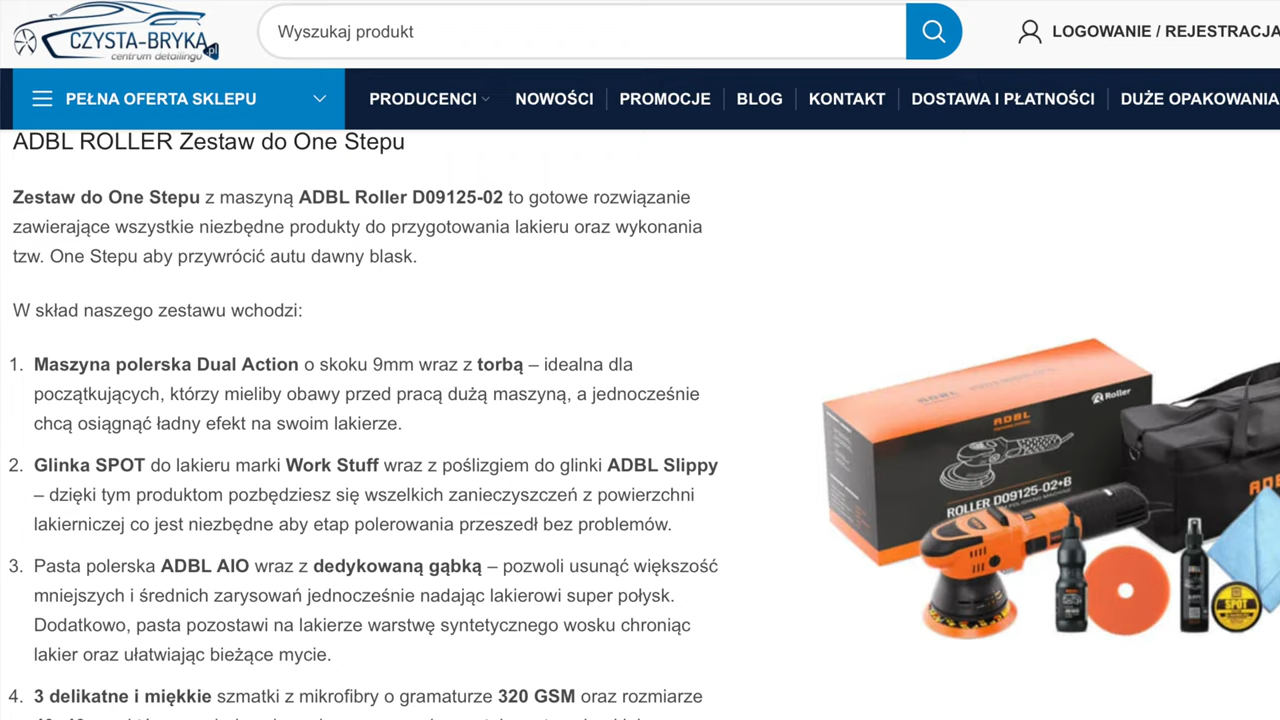 CZYSTA-BRYKA.pl
centrum detailingu
Wyszukaj produkt
LOGOWANIE / REJESTRACJA
PEŁNA OFERTA SKLEPU
PRODUCENCI
NOWOŚCI
PROMOCJE
BLOG
KONTAKT
DOSTAWA I PŁATNOŚCI
DUŻE OPAKOWANIA
ADBL ROLLER Zestaw do One Stepu
Zestaw do One Stepu z maszyną ADBL Roller D09125-02 to gotowe rozwiązanie
zawierające wszystkie niezbędne produkty do przygotowania lakieru oraz wykonania
tzw. One Stepu aby przywrócić autu dawny blask.
W skład naszego zestawu wchodzi:
1. Maszyna polerska Dual Action o skoku 9mm wraz z torbą – idealna dla
początkujących, którzy mieliby obawy przed pracą dużą maszyną, a jednocześnie
chcą osiągnąć ładny efekt na swoim lakierze.
2. Glinka SPOT do lakieru marki Work Stuff wraz z poślizgiem do glinki ADBL Slippy
– dzięki tym produktom pozbędziesz się wszelkich zanieczyszczeń z powierzchni
lakierniczej co jest niezbędne aby etap polerowania przeszedł bez problemów.
3. Pasta polerska ADBL AIO wraz z dedykowaną gąbką – pozwoli usunąć większość
mniejszych i średnich zarysowań jednocześnie nadając lakierowi super połysk.
Dodatkowo, pasta pozostawi na lakierze warstwę syntetycznego wosku chroniąc
lakier oraz ułatwiając bieżące mycie.
4. 3 delikatne i miękkie szmatki z mikrofibry o gramaturze 320 GSM oraz rozmiarze
ADBL
Roller
ROLLER D09125-02+B
SPOT